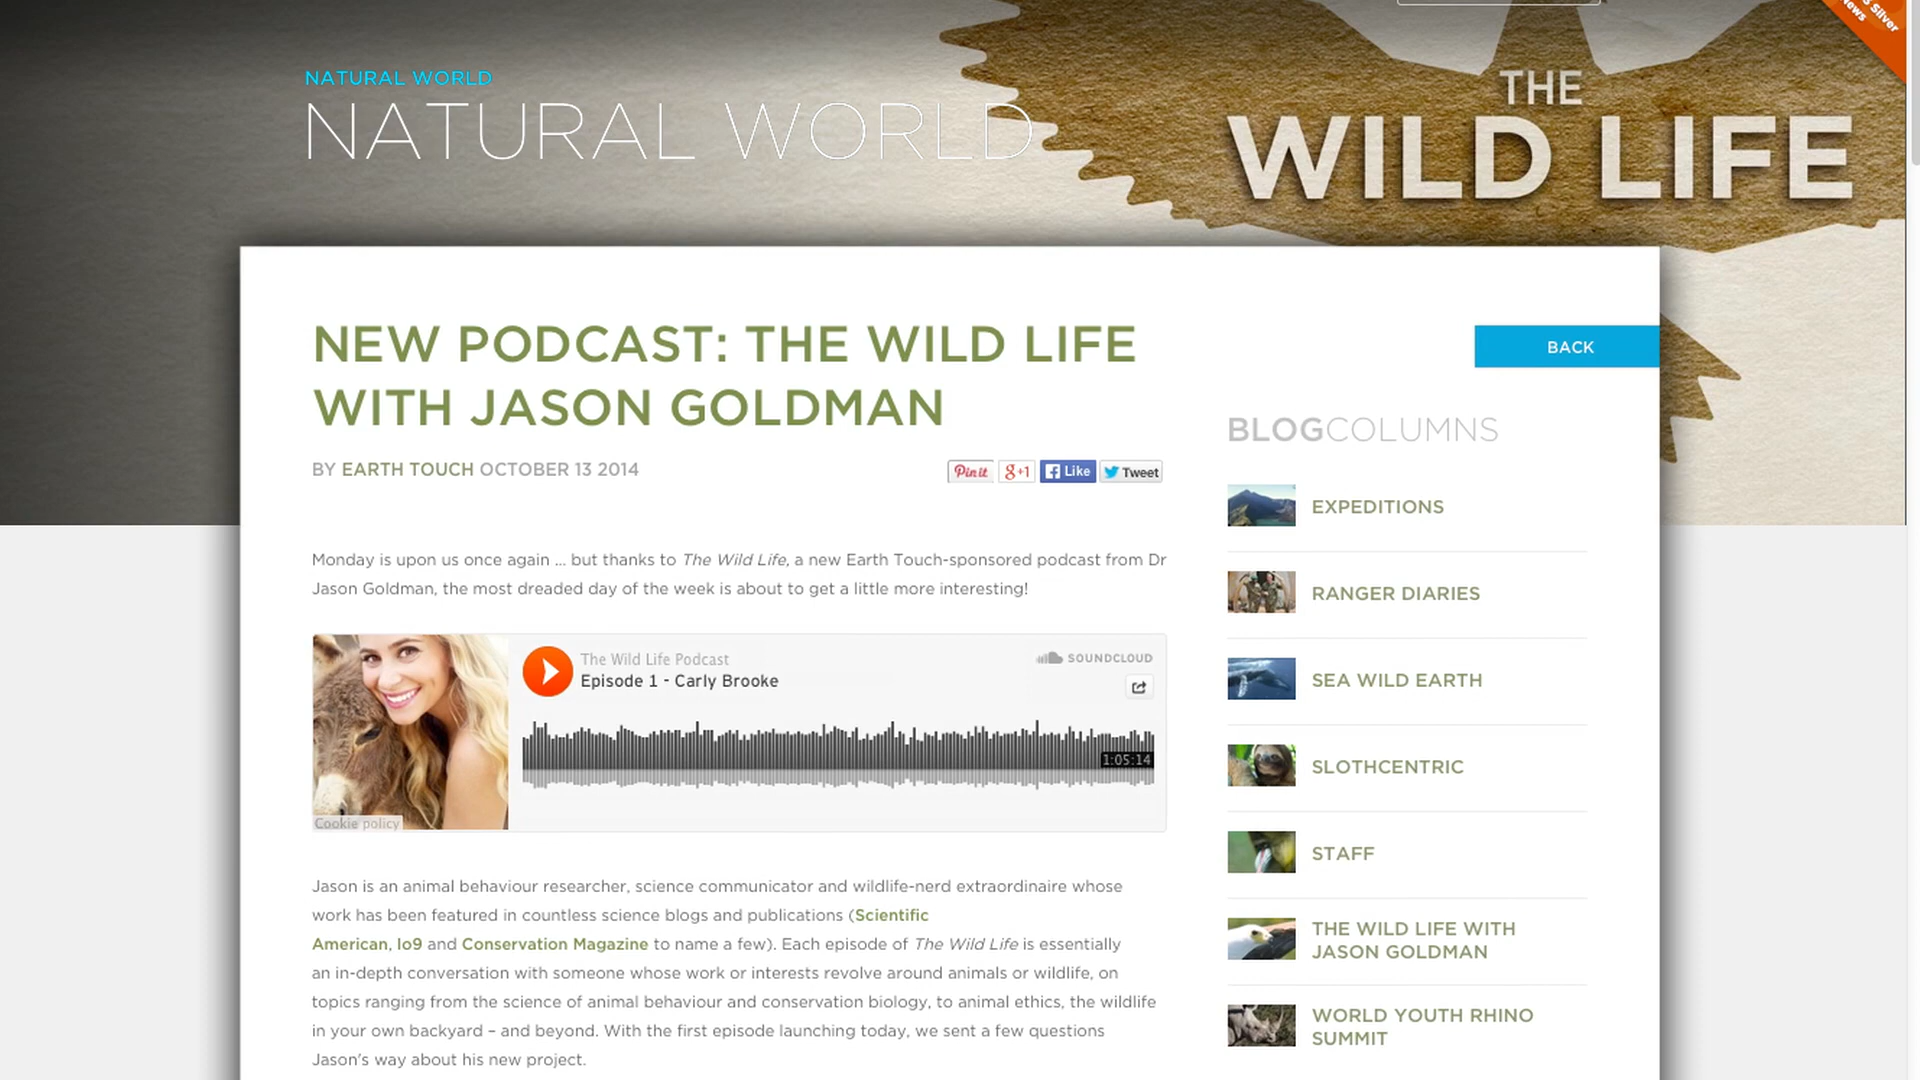 Silver
News
NATURAL WORLD
NATURAL WORLD
THE
WILD LIFE
NEW PODCAST: THE WILD LIFE
WITH JASON GOLDMAN
BY EARTH TOUCH OCTOBER 13 2014
Pin it
g+1
Like
Tweet
Monday is upon us once again ... but thanks to The Wild Life, a new Earth Touch-sponsored podcast from Dr
Jason Goldman, the most dreaded day of the week is about to get a little more interesting!
The Wild Life Podcast
Episode 1 - Carly Brooke
SOUNDCLOUD
1:05:14
Cookie policy
Jason is an animal behaviour researcher, science communicator and wildlife-nerd extraordinaire whose
work has been featured in countless science blogs and publications (Scientific
American, Io9 and Conservation Magazine to name a few). Each episode of The Wild Life is essentially
an in-depth conversation with someone whose work or interests revolve around animals or wildlife, on
topics ranging from the science of animal behaviour and conservation biology, to animal ethics, the wildlife
in your own backyard – and beyond. With the first episode launching today, we sent a few questions
Jason's way about his new project.
BACK
BLOGCOLUMNS
EXPEDITIONS
RANGER DIARIES
SEA WILD EARTH
SLOTHCENTRIC
STAFF
THE WILD LIFE WITH
JASON GOLDMAN
WORLD YOUTH RHINO
SUMMIT